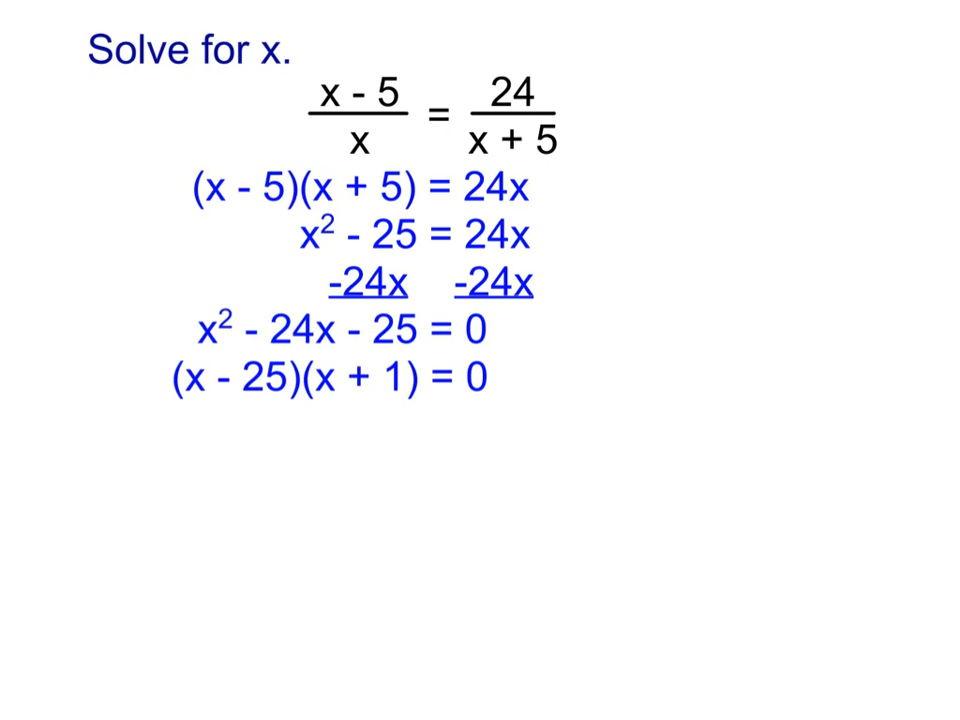 Solve for x.
x - 5 = 24
x x + 5
(x - 5)(x + 5) = 24x
x² - 25 = 24x
-24x -24x
x² - 24x - 25 = 0
(x - 25)(x + 1) = 0